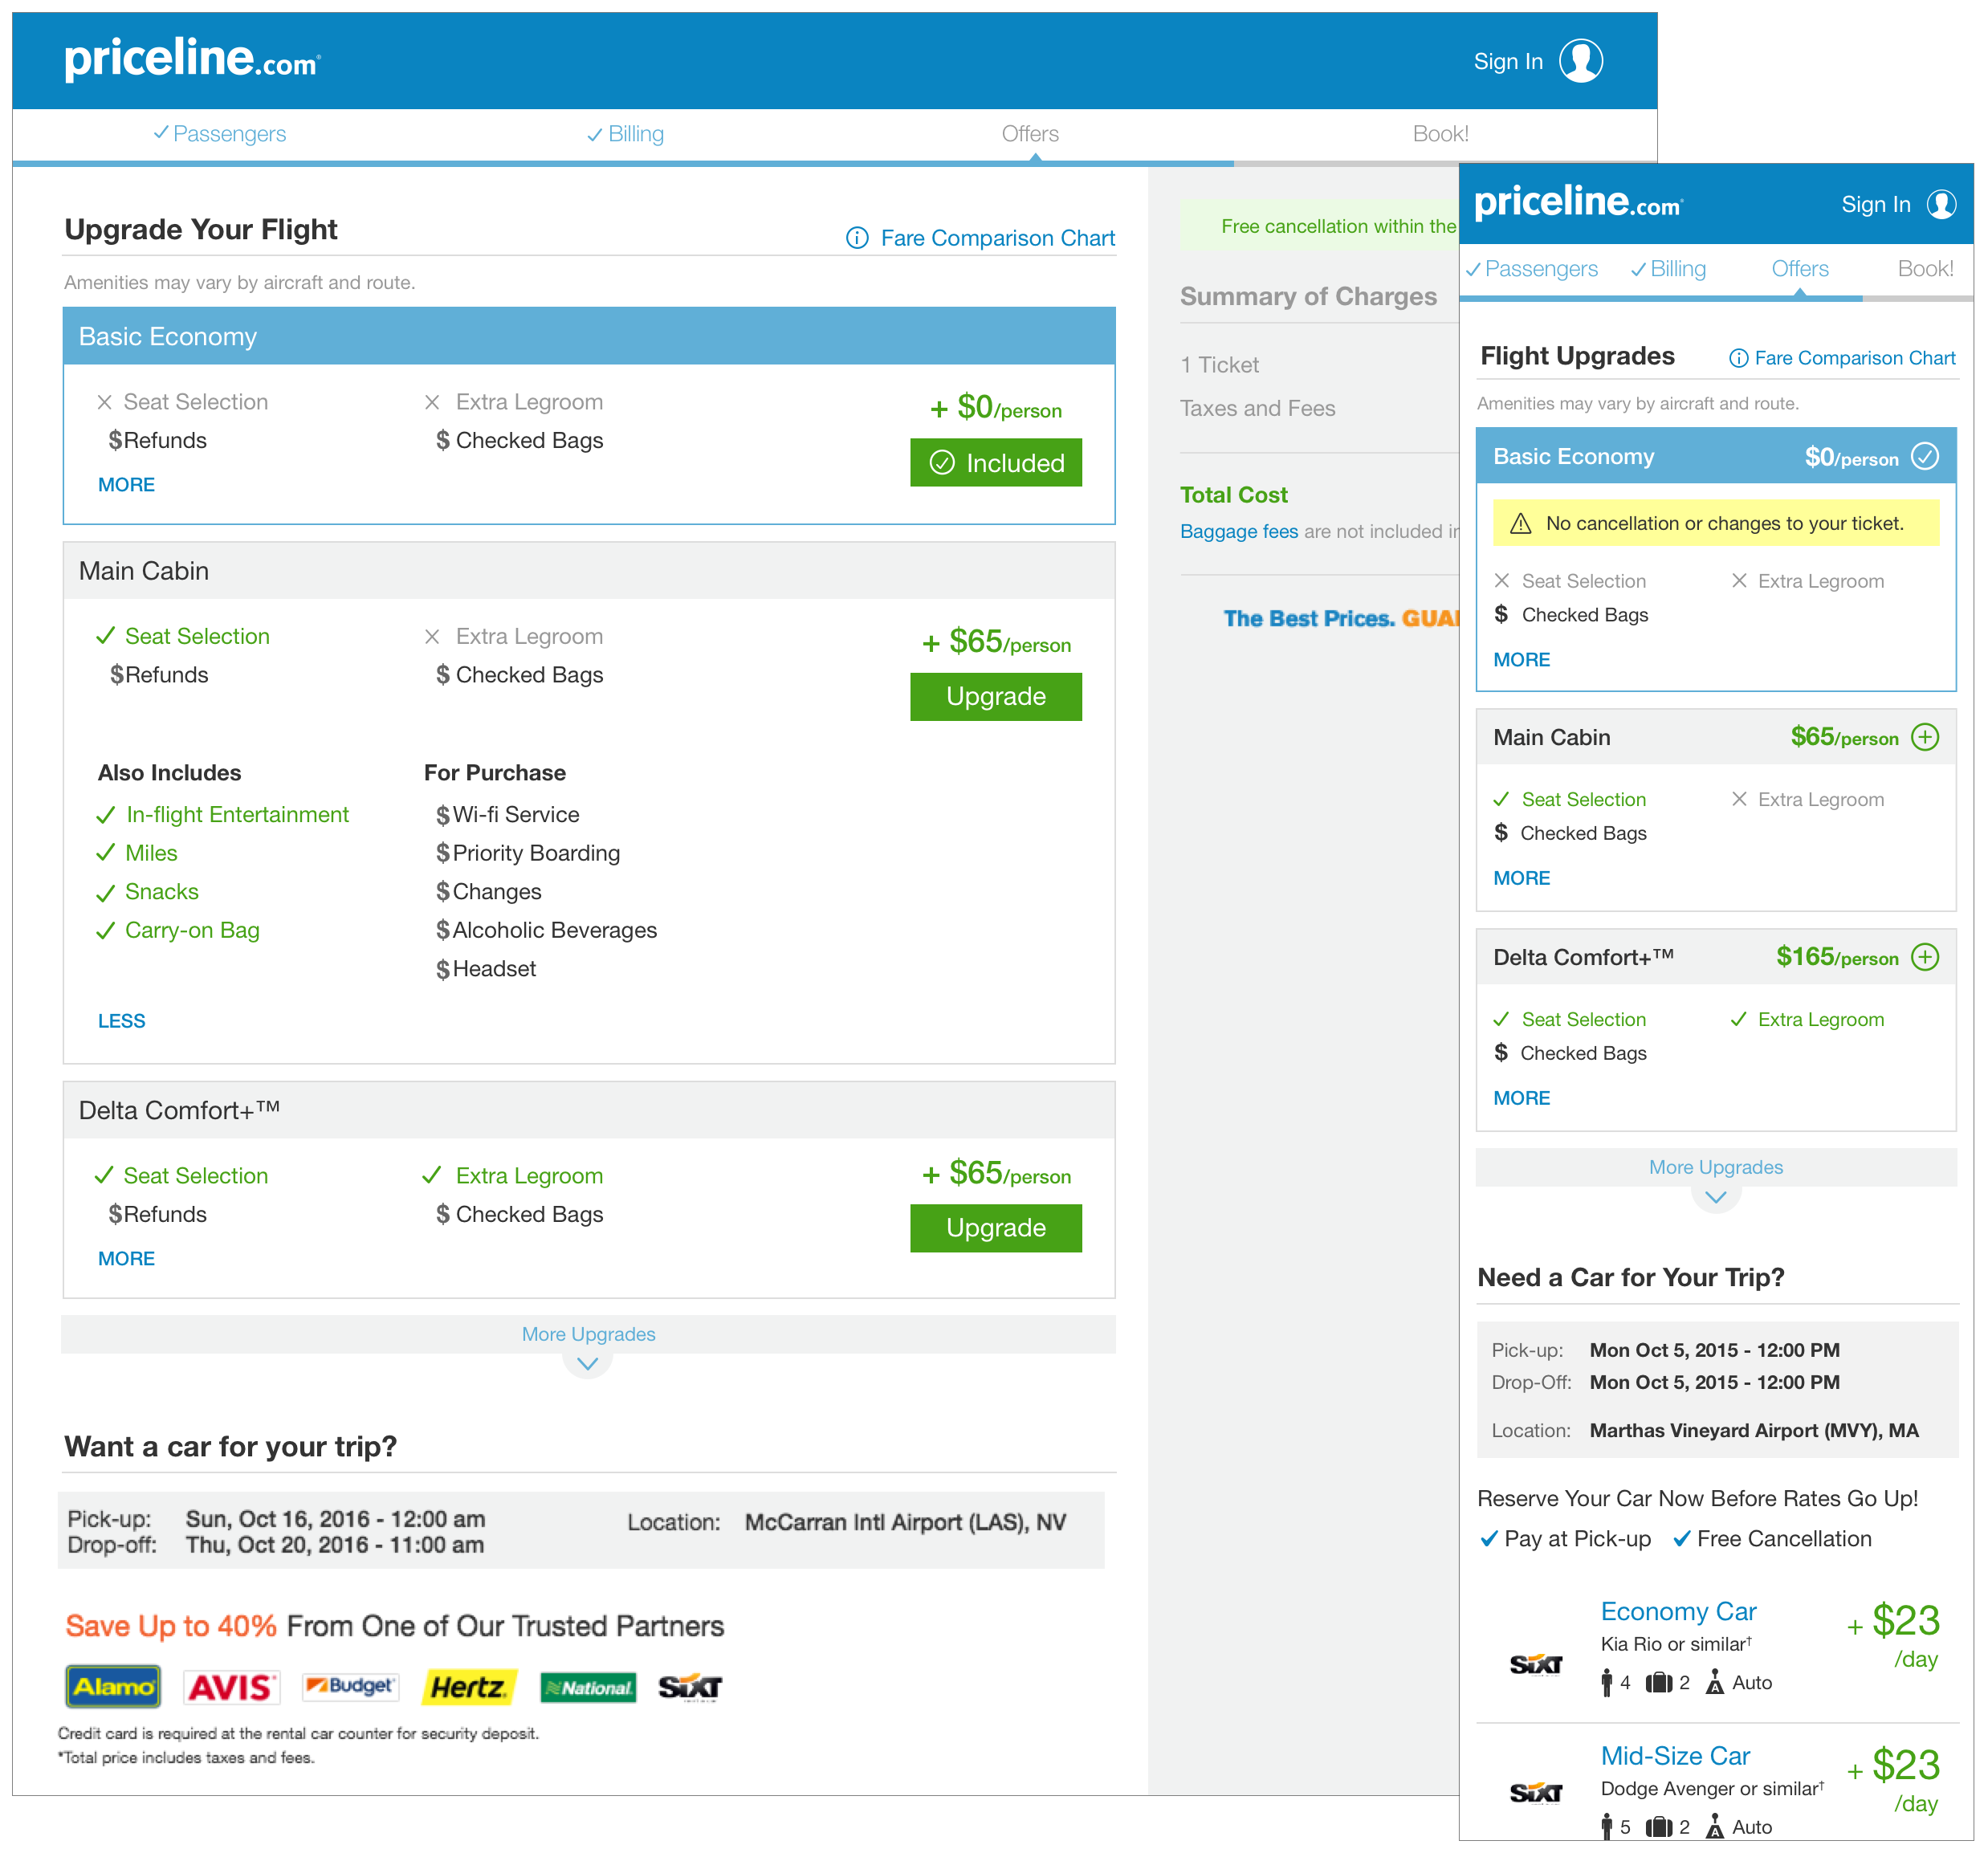 priceline.com
Sign In
Passengers
Billing
Offers
Book!
Upgrade Your Flight
Fare Comparison Chart
Amenities may vary by aircraft and route.
Basic Economy
Seat Selection
Extra Legroom
$Refunds
$ Checked Bags
MORE
+ $0/person
Included
Main Cabin
Seat Selection
Extra Legroom
$Refunds
$ Checked Bags
+ $65/person
Upgrade
Also Includes
In-flight Entertainment
Miles
Snacks
Carry-on Bag
For Purchase
$Wi-fi Service
$Priority Boarding
$Changes
$Alcoholic Beverages
$Headset
LESS
Delta Comfort+™
Seat Selection
Extra Legroom
$Refunds
$ Checked Bags
MORE
+ $65/person
Upgrade
More Upgrades
Want a car for your trip?
Pick-up: Sun, Oct 16, 2016 - 12:00 am
Drop-off: Thu, Oct 20, 2016 - 11:00 am
Location: McCarran Intl Airport (LAS), NV
Save Up to 40% From One of Our Trusted Partners
Alamo
AVIS
Budget
Hertz
National
SIXT
Credit card is required at the rental car counter for security deposit.
*Total price includes taxes and fees.
Free cancellation within the
Summary of Charges
1 Ticket
Taxes and Fees
Total Cost
Baggage fees are not included
The Best Prices.
priceline.com
Sign In
Passengers
Billing
Offers
Book!
Flight Upgrades
Fare Comparison Chart
Amenities may vary by aircraft and route.
Basic Economy
$0/person
No cancellation or changes to your ticket.
Seat Selection
Extra Legroom
$ Checked Bags
MORE
Main Cabin
$65/person
Seat Selection
Extra Legroom
$ Checked Bags
MORE
Delta Comfort+™
$165/person
Seat Selection
Extra Legroom
$ Checked Bags
MORE
More Upgrades
Need a Car for Your Trip?
Pick-up: Mon Oct 5, 2015 - 12:00 PM
Drop-Off: Mon Oct 5, 2015 - 12:00 PM
Location: Marthas Vineyard Airport (MVY), MA
Reserve Your Car Now Before Rates Go Up!
Pay at Pick-up
Free Cancellation
SIXT
Economy Car
Kia Rio or similar†
4 2 A Auto
+ $23
/day
SIXT
Mid-Size Car
Dodge Avenger or similar†
5 2 A Auto
+ $23
/day